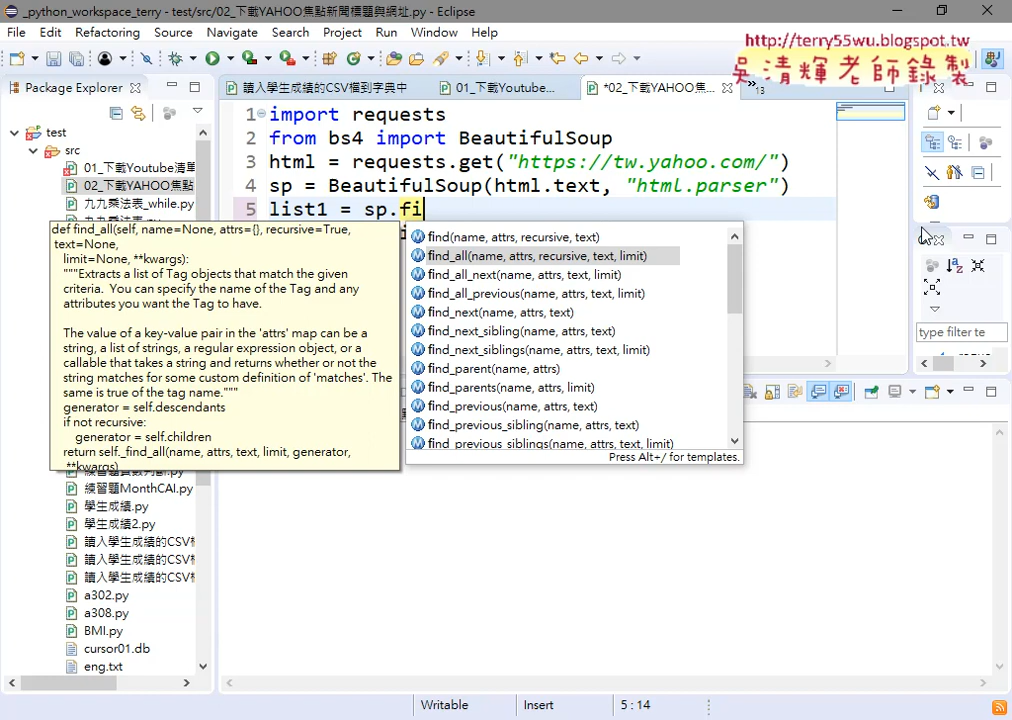 _python_workspace_terry - test/src/02_下載YAHOO焦點新聞標題與網址.py - Eclipse
File Edit Refactoring Source Navigate Search Project Run Window Help
http://terry55wu.blogspot.tw
吳清輝老師錄製
Package Explorer
讀入學生成績的CSV檔到字典中
01_下載Youtube...
*02_下載YAHOO焦...
13
test
src
01_下載Youtube清單
02_下載YAHOO焦點
九九乘法表_while.py
九九乘法表.py
1 import requests
2 from bs4 import BeautifulSoup
3 html = requests.get("https://tw.yahoo.com/")
4 sp = BeautifulSoup(html.text, "html.parser")
5 list1 = sp.fi
def find_all(self, name=None, attrs={}, recursive=True,
text=None,
limit=None, **kwargs):
"""Extracts a list of Tag objects that match the given
criteria. You can specify the name of the Tag and any
attributes you want the Tag to have.
The value of a key-value pair in the 'attrs' map can be a
string, a list of strings, a regular expression object, or a
callable that takes a string and returns whether or not the
string matches for some custom definition of 'matches'. The
same is true of the tag name."""
generator = self.descendants
if not recursive:
generator = self.children
return self._find_all(name, attrs, text, limit, generator,
**kwargs)
find(name, attrs, recursive, text)
find_all(name, attrs, recursive, text, limit)
find_all_next(name, attrs, text, limit)
find_all_previous(name, attrs, text, limit)
find_next(name, attrs, text)
find_next_sibling(name, attrs, text)
find_next_siblings(name, attrs, text, limit)
find_parent(name, attrs)
find_parents(name, attrs, limit)
find_previous(name, attrs, text)
find_previous_sibling(name, attrs, text)
find_previous_siblings(name, attrs, text, limit)
Press Alt+/ for templates.
type filter te
練習MonthCAI.py
學生成績.py
學生成績2.py
讀入學生成績的CSV檔
讀入學生成績的CSV檔
讀入學生成績的CSV檔
a302.py
a308.py
BMI.py
cursor01.db
eng.txt
Writable Insert 5 : 14